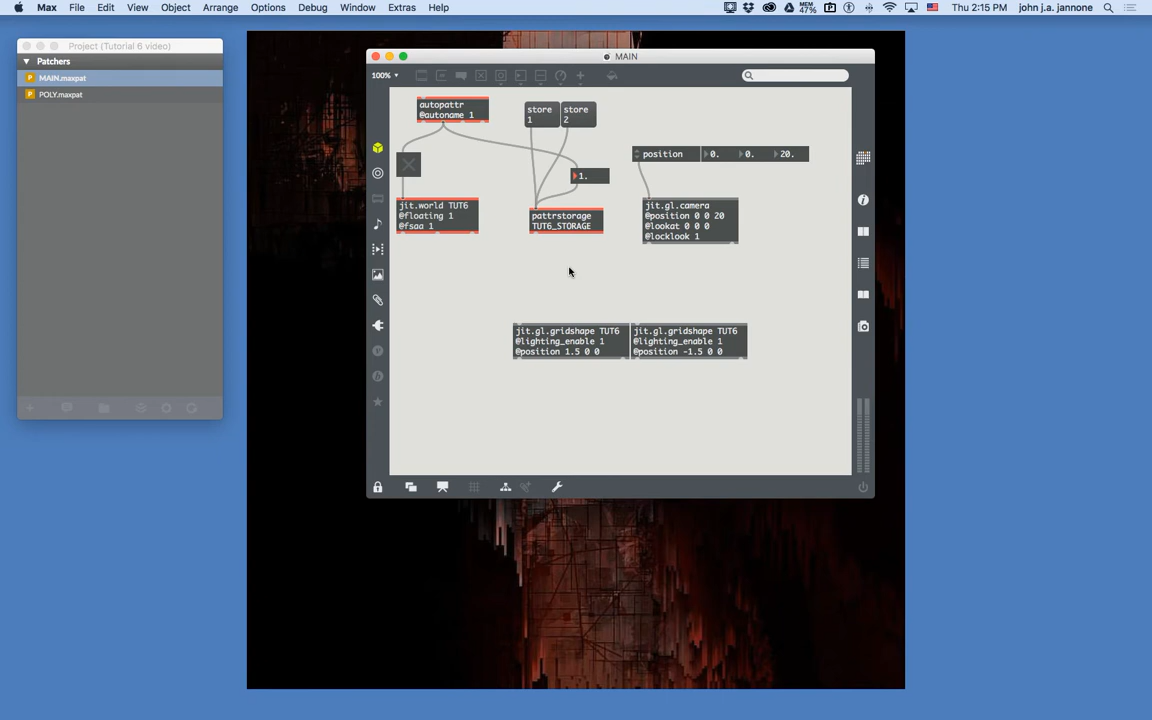 Max File Edit View Object Arrange Options Debug Window Extras Help
MEM
47%
Thu 2:15 PM john j.a. jannone
Project (Tutorial 6 video)
Patchers
MAIN.maxpat
POLY.maxpat
MAIN
100%
autopattr
@autoname 1
store
1
store
2
position 0. 0. 20.
1.
jit.world TUT6
@floating 1
@fsaa 1
pattrstorage
TUT6_STORAGE
jit.gl.camera
@position 0 0 20
@lookat 0 0 0
@locklook 1
jit.gl.gridshape TUT6
@lighting_enable 1
@position 1.5 0 0
jit.gl.gridshape TUT6
@lighting_enable 1
@position -1.5 0 0